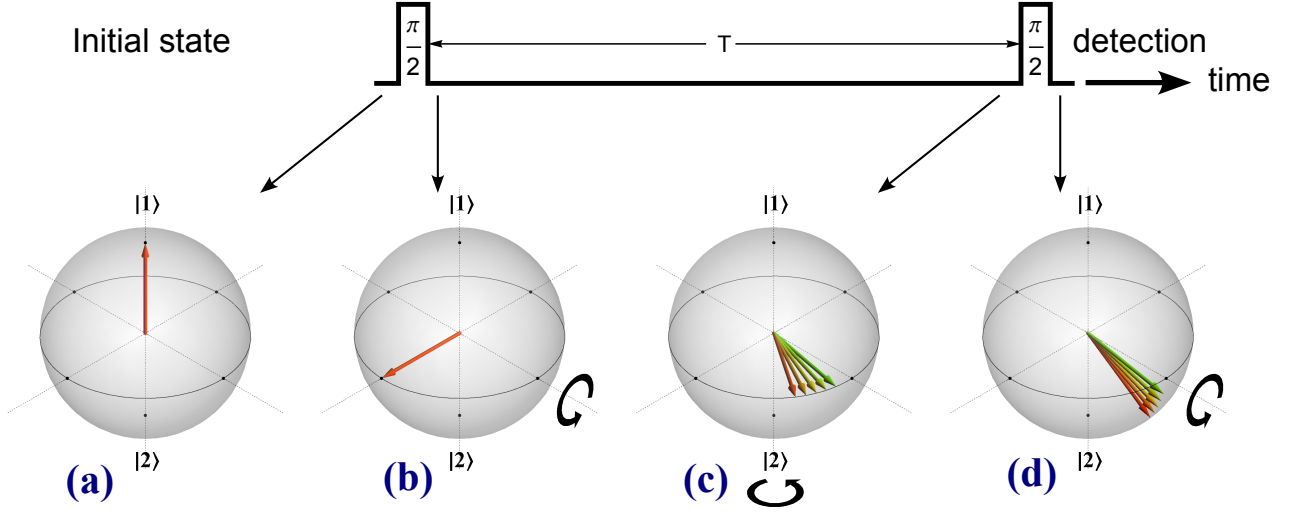 Initial state
π
2
T
π
2
detection
time
|1⟩
|1⟩
|1⟩
|1⟩
|2⟩
|2⟩
|2⟩
|2⟩
(a)
(b)
(c)
(d)